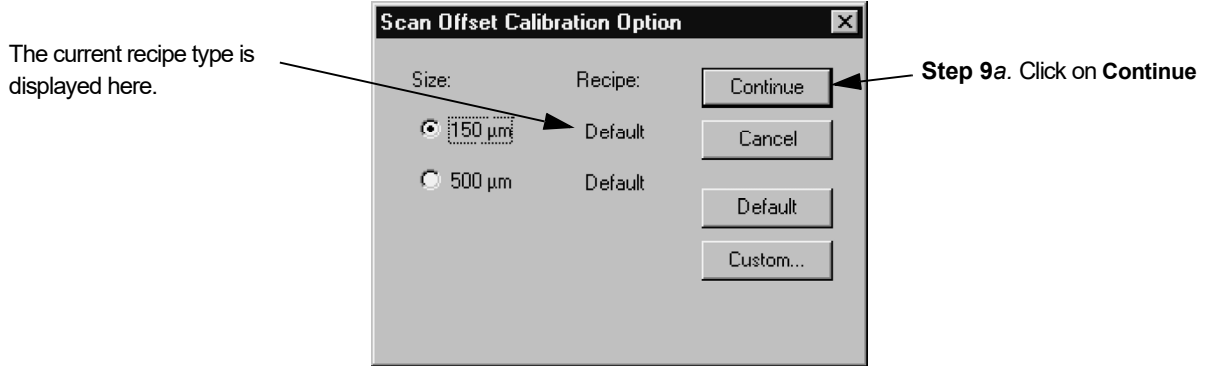 Scan Offset Calibration Option
The current recipe type is
displayed here.
Size:
Recipe:
Continue
Step 9a. Click on Continue
150 µm
Default
Cancel
500 µm
Default
Default
Custom...